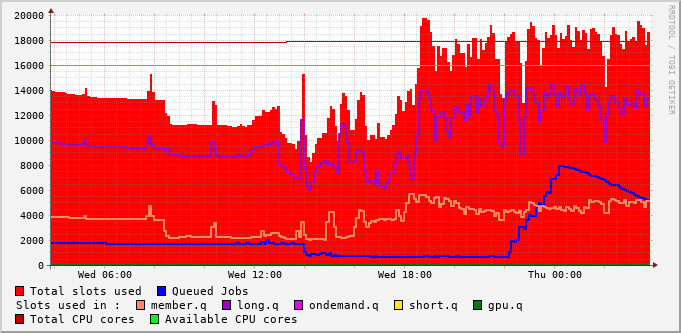 20000
18000
16000
14000
12000
10000
8000
6000
4000
2000
0
Wed 06:00 Wed 12:00 Wed 18:00 Thu 00:00
RRDTOOL / TOBI OETIKER
Total slots used Queued Jobs
Slots used in : member.q long.q ondemand.q short.q gpu.q
Total CPU cores Available CPU cores